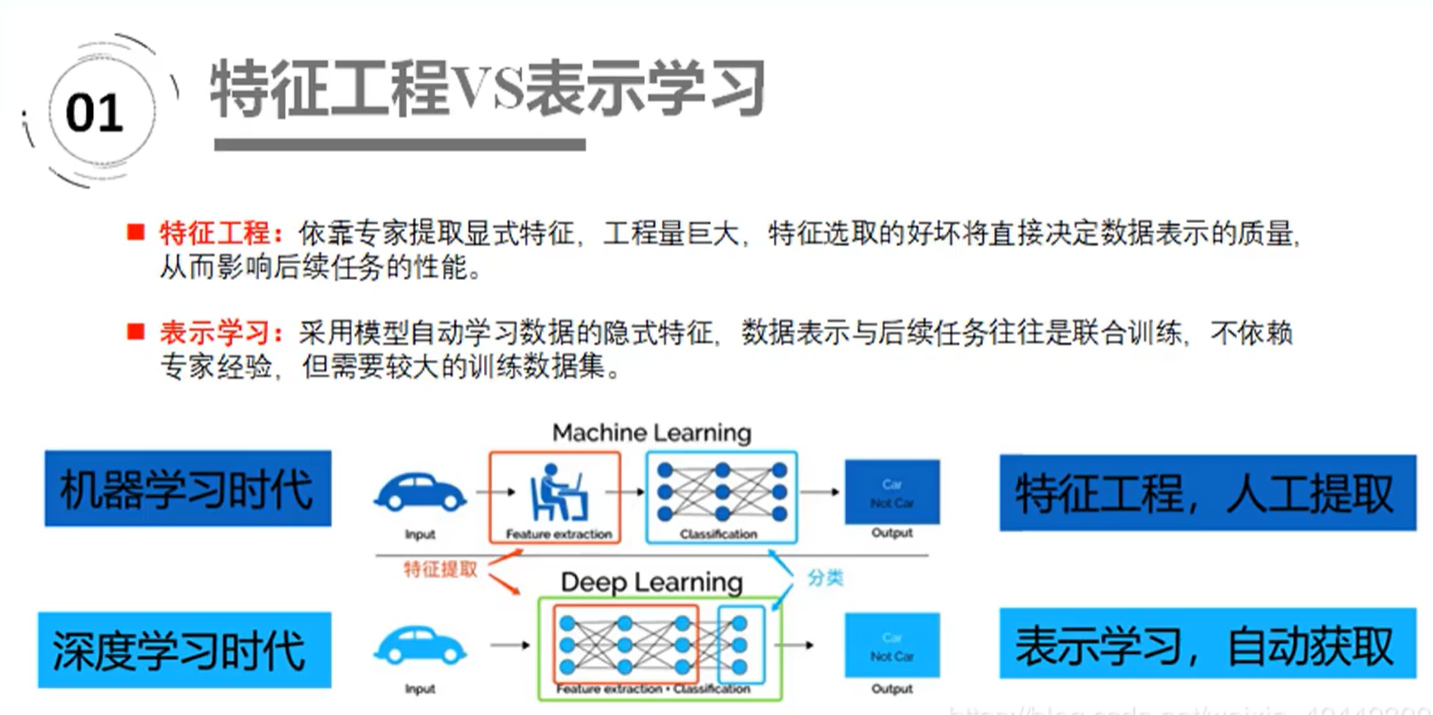 01
特征工程VS表示学习
特征工程：依靠专家提取显式特征，工程量巨大，特征选取的好坏将直接决定数据表示的质量，
从而影响后续任务的性能。
表示学习：采用模型自动学习数据的隐式特征，数据表示与后续任务往往是联合训练，不依赖
专家经验，但需要较大的训练数据集。
Machine Learning
机器学习时代
Input
Feature extraction
Classification
Car
Not Car
Output
特征工程，人工提取
特征提取
分类
Deep Learning
深度学习时代
Input
Feature extraction + Classification
Car
Not Car
Output
表示学习，自动获取